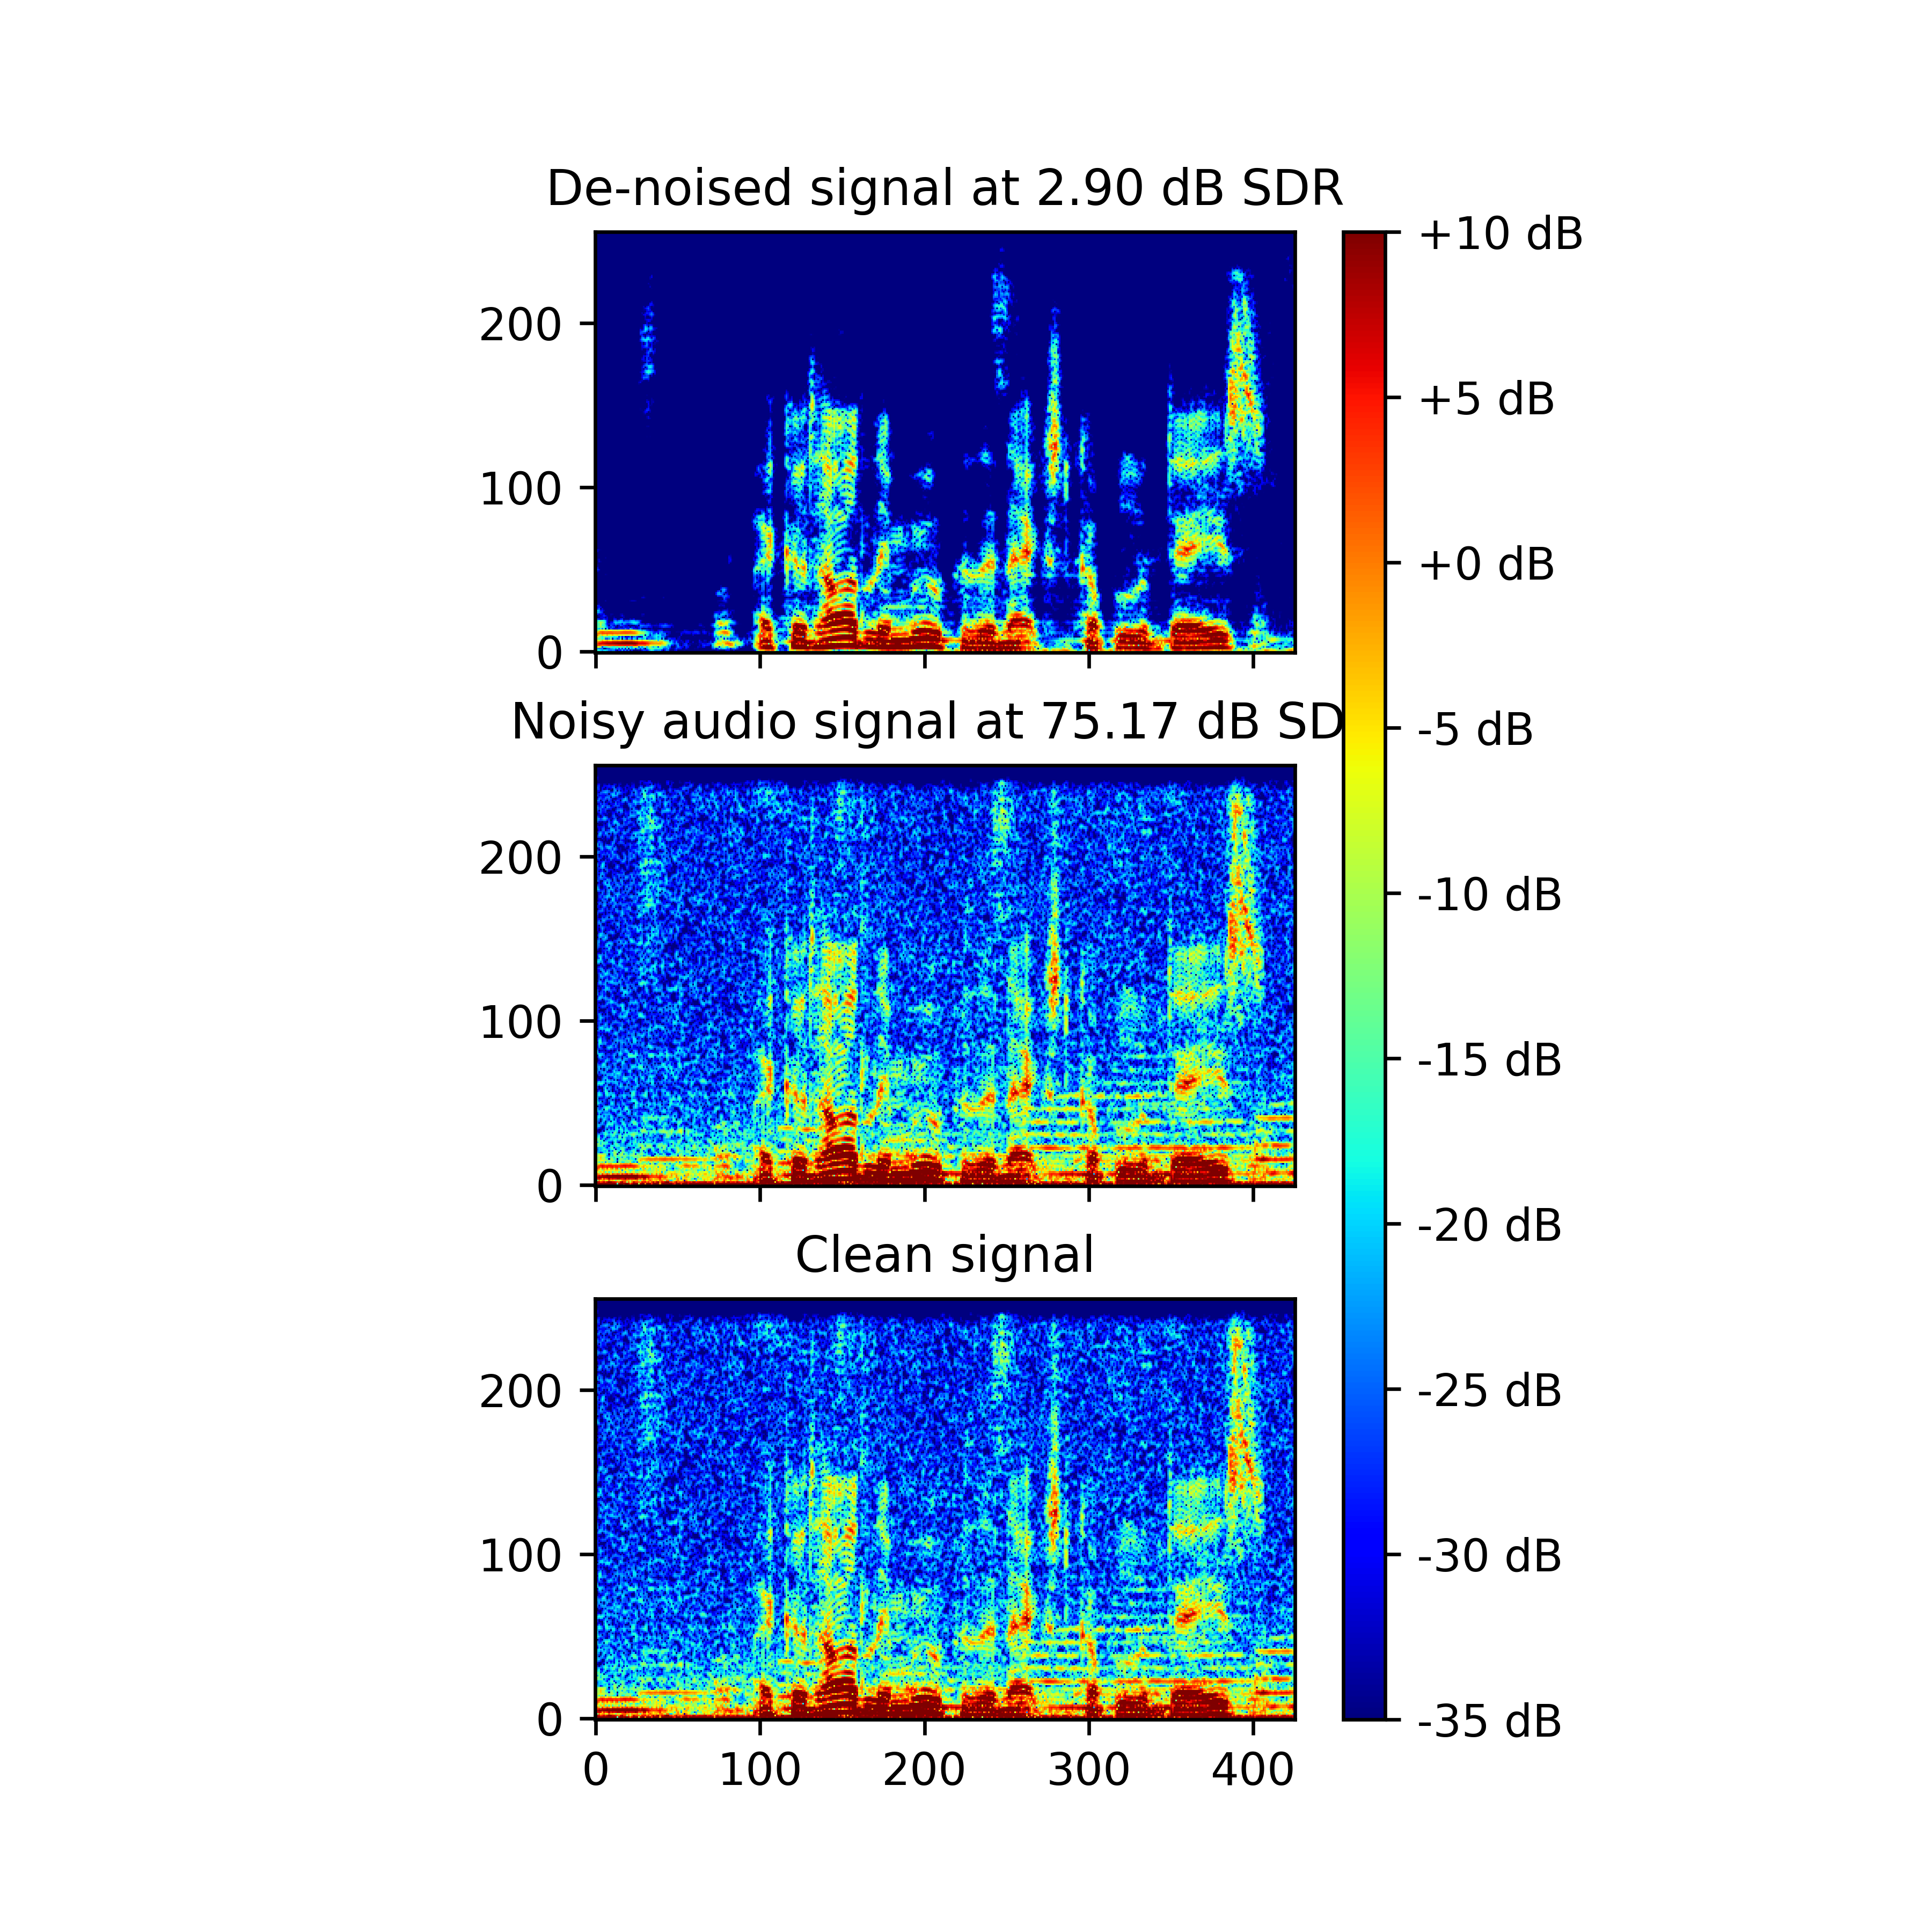 De-noised signal at 2.90 dB SDR
200
100
0
Noisy audio signal at 75.17 dB SD
200
100
0
Clean signal
200
100
0
0 100 200 300 400
+10 dB
+5 dB
+0 dB
-5 dB
-10 dB
-15 dB
-20 dB
-25 dB
-30 dB
-35 dB